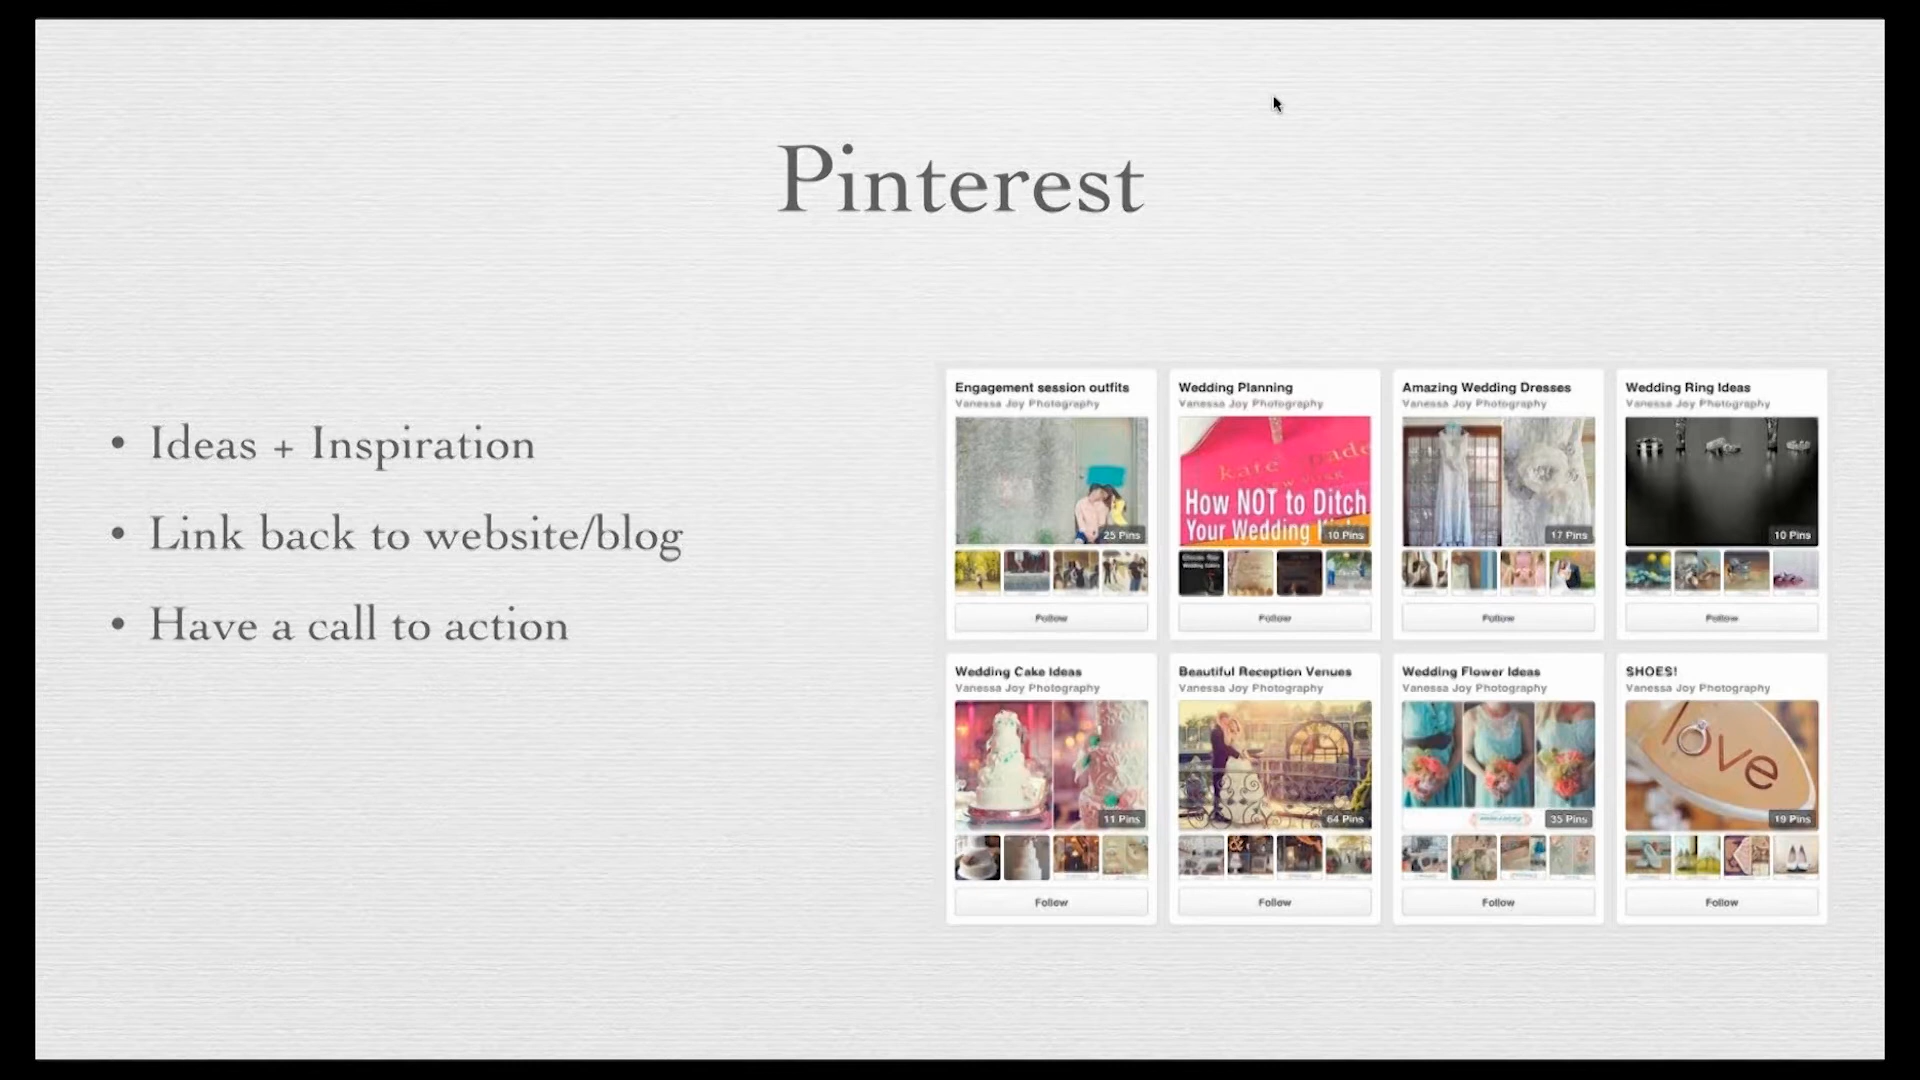 Pinterest
• Ideas + Inspiration
• Link back to website/blog
• Have a call to action
Engagement session outfits
Vanessa Joy Photography
25 Pins
Follow
Wedding Planning
Vanessa Joy Photography
kate
How NOT to Ditch
Your Wedding
10 Pins
Follow
Amazing Wedding Dresses
Vanessa Joy Photography
17 Pins
Follow
Wedding Ring Ideas
Vanessa Joy Photography
10 Pins
Follow
Wedding Cake Ideas
Vanessa Joy Photography
11 Pins
Follow
Beautiful Reception Venues
Vanessa Joy Photography
64 Pins
Follow
Wedding Flower Ideas
Vanessa Joy Photography
35 Pins
Follow
SHOES!
Vanessa Joy Photography
love
19 Pins
Follow